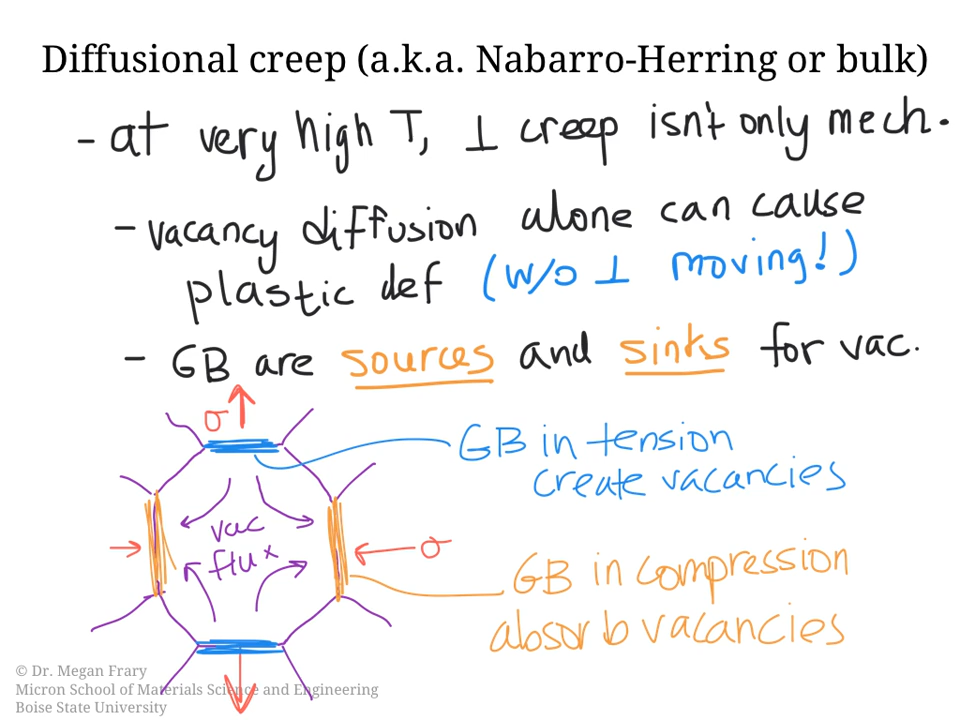 Diffusional creep (a.k.a. Nabarro-Herring or bulk)
- at very high T, ⊥ creep isn't only mech.
- vacancy diffusion alone can cause
plastic def (w/o ⊥ moving!)
- GB are sources and sinks for vac.
σ
GB in tension
create vacancies
vac
flux
σ
GB in compression
absorb vacancies
© Dr. Megan Frary
Micron School of Materials Science and Engineering
Boise State University